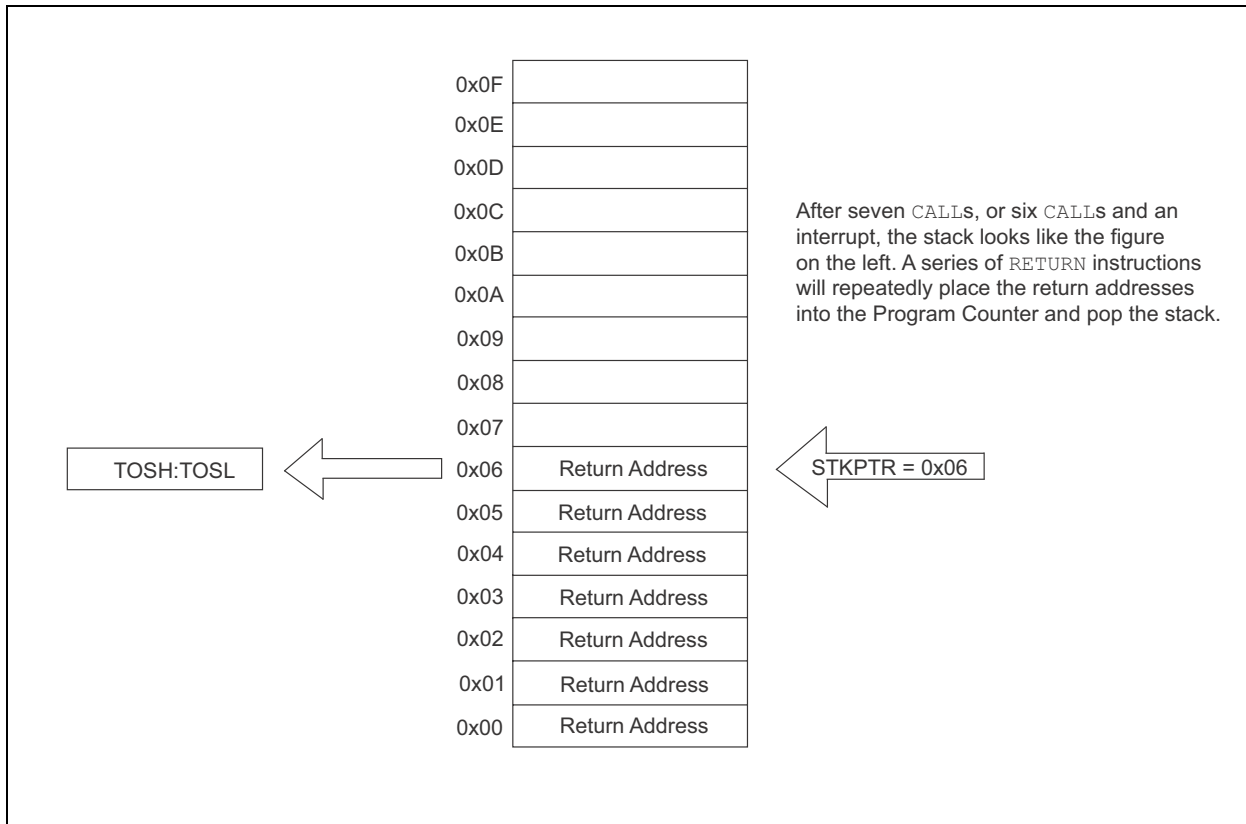 0x0F
0x0E
0x0D
0x0C
0x0B
0x0A
0x09
0x08
0x07
After seven CALLs, or six CALLs and an
interrupt, the stack looks like the figure
on the left. A series of RETURN instructions
will repeatedly place the return addresses
into the Program Counter and pop the stack.
TOSH:TOSL
0x06 Return Address
STKPTR = 0x06
0x05 Return Address
0x04 Return Address
0x03 Return Address
0x02 Return Address
0x01 Return Address
0x00 Return Address